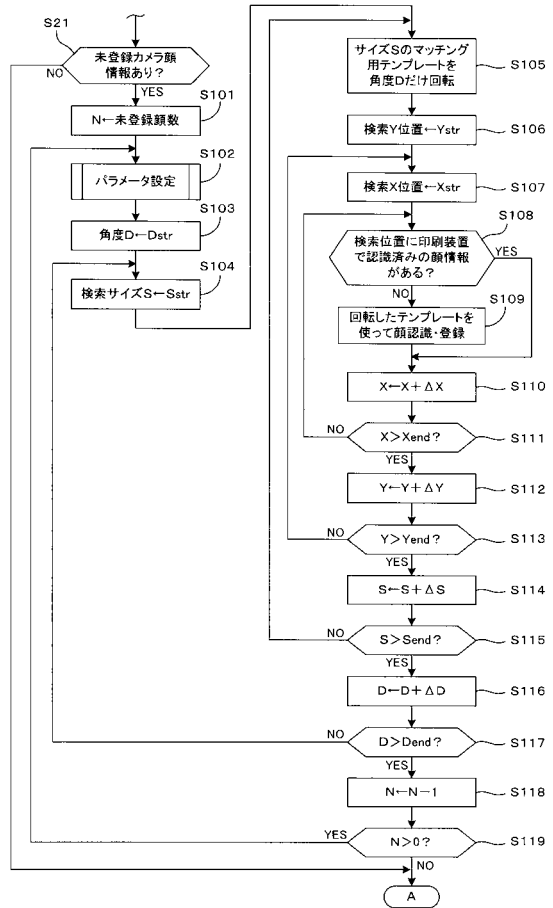 S21
未登録カメラ顔
情報あり?
NO
YES
S101
N←未登録顔数
S102
パラメータ設定
S103
角度D←Dstr
S104
検索サイズS←Sstr
サイズSのマッチング
用テンプレートを
角度Dだけ回転
S105
検索Y位置←Ystr
S106
検索X位置←Xstr
S107
S108
検索位置に印刷装置
で認識済みの顔情報
がある?
YES
NO
S109
回転したテンプレートを
使って顔認識・登録
X←X+ΔX
S110
NO
X>Xend?
S111
YES
Y←Y+ΔY
S112
NO
Y>Yend?
S113
YES
S←S+ΔS
S114
NO
S>Send?
S115
YES
D←D+ΔD
S116
NO
D>Dend?
S117
YES
N←N-1
S118
YES
N>0?
S119
NO
A